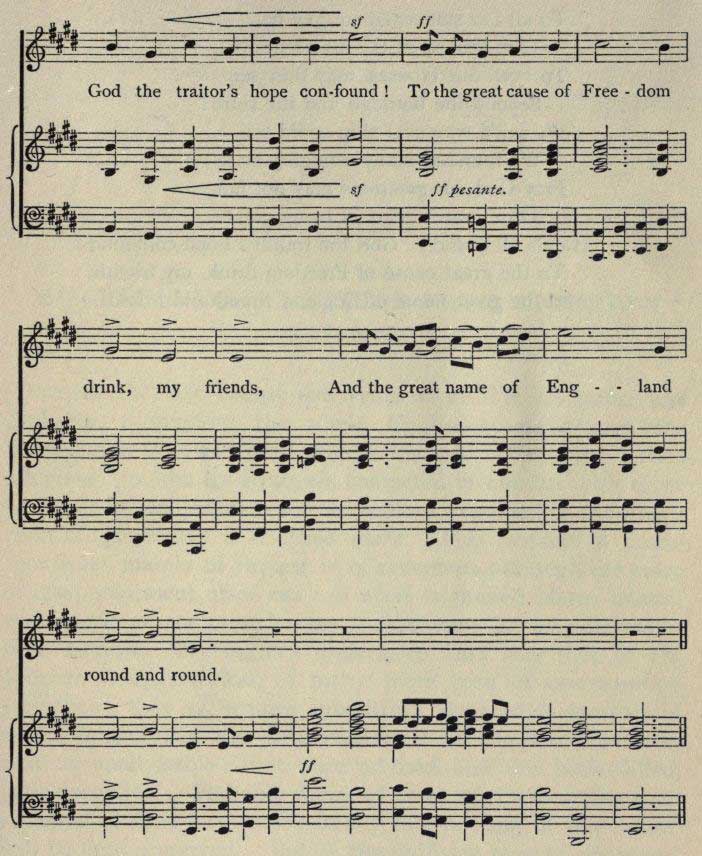 sf ff
God the traitor's hope con-found ! To the great cause of Free - dom
sf ff pesante.
drink, my friends, And the great name of Eng - - land
round and round.
ff